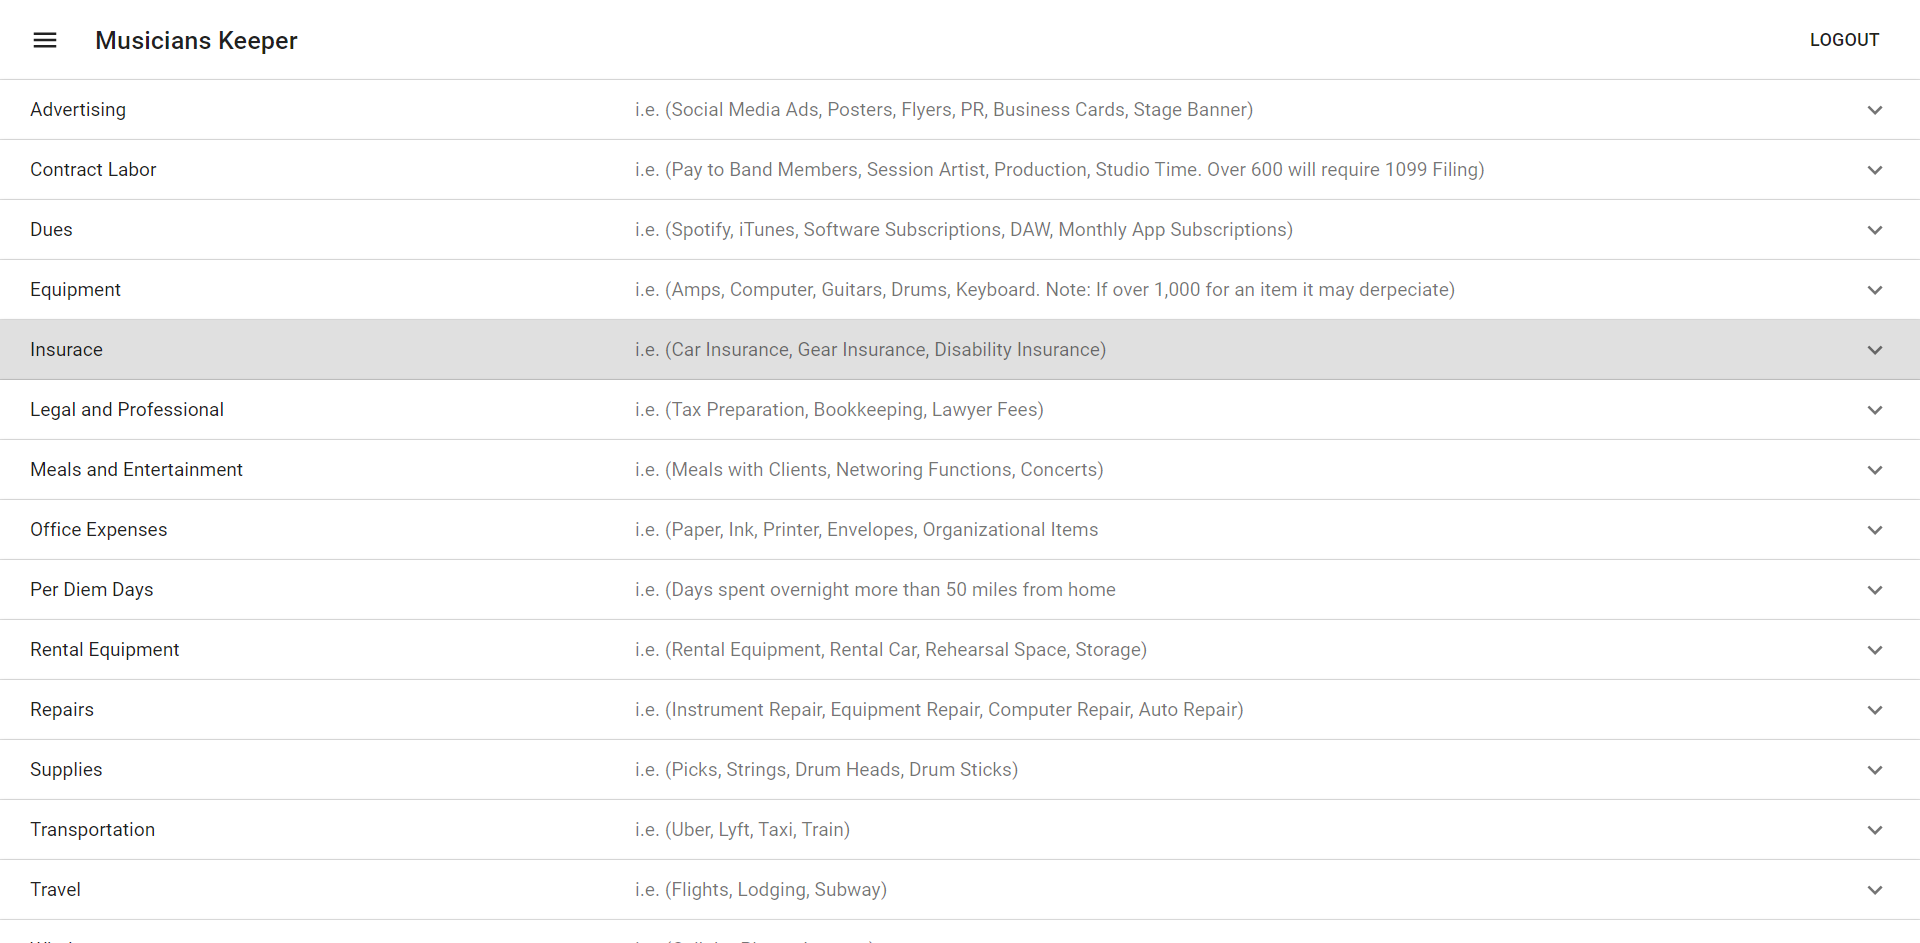 Musicians Keeper
LOGOUT
Advertising i.e. (Social Media Ads, Posters, Flyers, PR, Business Cards, Stage Banner)
Contract Labor i.e. (Pay to Band Members, Session Artist, Production, Studio Time. Over 600 will require 1099 Filing)
Dues i.e. (Spotify, iTunes, Software Subscriptions, DAW, Monthly App Subscriptions)
Equipment i.e. (Amps, Computer, Guitars, Drums, Keyboard. Note: If over 1,000 for an item it may derpeciate)
Insurace i.e. (Car Insurance, Gear Insurance, Disability Insurance)
Legal and Professional i.e. (Tax Preparation, Bookkeeping, Lawyer Fees)
Meals and Entertainment i.e. (Meals with Clients, Networing Functions, Concerts)
Office Expenses i.e. (Paper, Ink, Printer, Envelopes, Organizational Items
Per Diem Days i.e. (Days spent overnight more than 50 miles from home
Rental Equipment i.e. (Rental Equipment, Rental Car, Rehearsal Space, Storage)
Repairs i.e. (Instrument Repair, Equipment Repair, Computer Repair, Auto Repair)
Supplies i.e. (Picks, Strings, Drum Heads, Drum Sticks)
Transportation i.e. (Uber, Lyft, Taxi, Train)
Travel i.e. (Flights, Lodging, Subway)